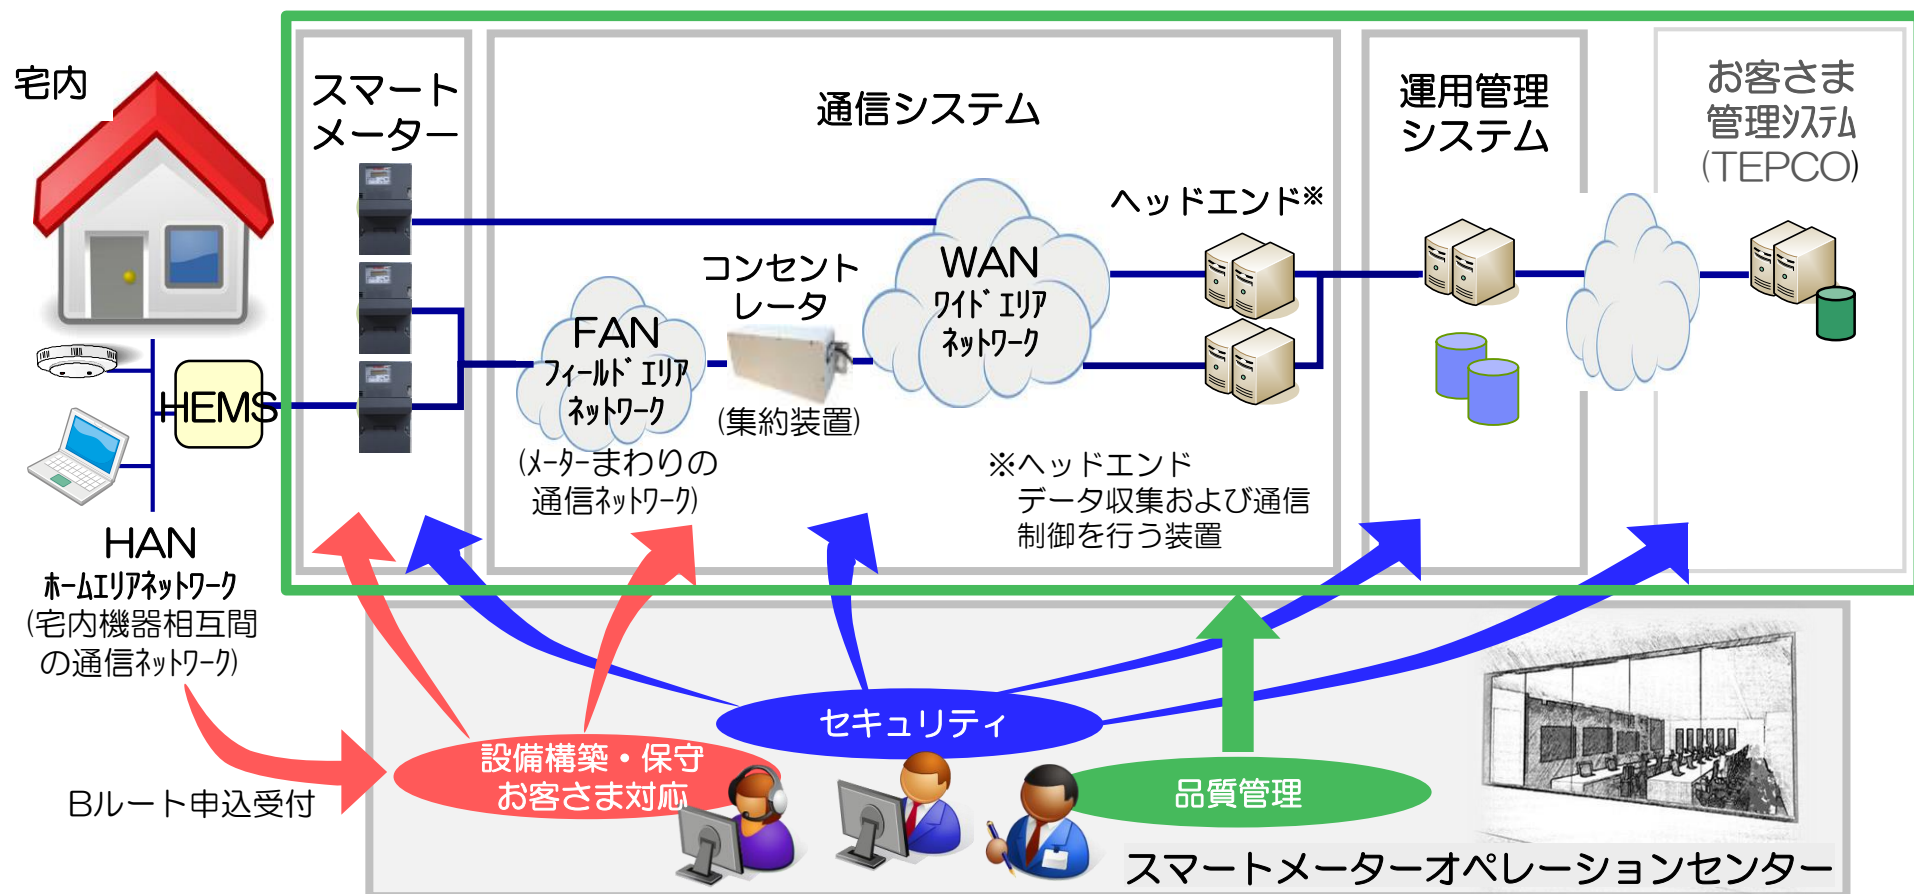 宅内
スマート
メーター
通信システム
運用管理
システム
お客さま
管理ｼｽﾃﾑ
(TEPCO)
ヘッドエンド※
コンセント
レータ
(集約装置)
WAN
ﾜｲﾄﾞｴﾘｱ
ﾈｯﾄﾜｰｸ
FAN
ﾌｨｰﾙﾄﾞｴﾘｱ
ﾈｯﾄﾜｰｸ
(ﾒｰﾀｰまわりの
通信ﾈｯﾄﾜｰｸ)
※ヘッドエンド
データ収集および通信
制御を行う装置
HEMS
HAN
ﾎｰﾑｴﾘｱﾈｯﾄﾜｰｸ
(宅内機器相互間
の通信ﾈｯﾄﾜｰｸ)
Bルート申込受付
設備構築・保守
お客さま対応
セキュリティ
品質管理
スマートメーターオペレーションセンター